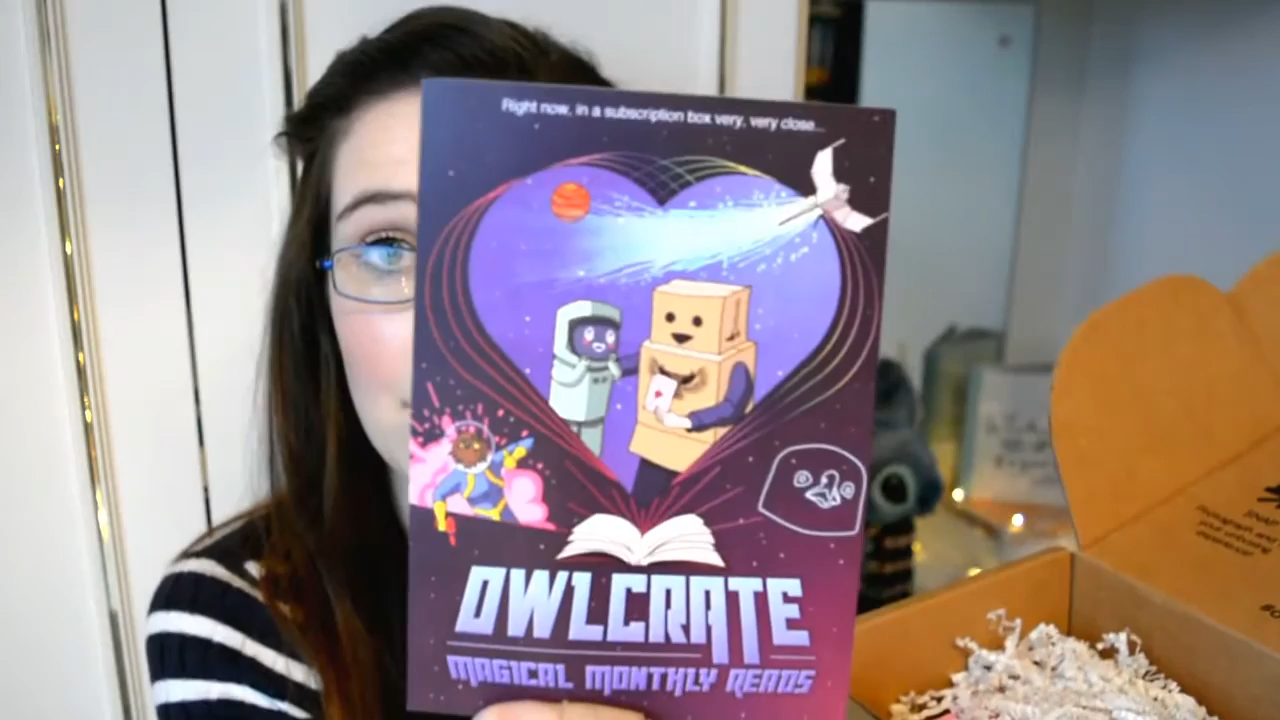 Right now, in a subscription box very, very close...
OWLCRATE
MAGICAL MONTHLY READS